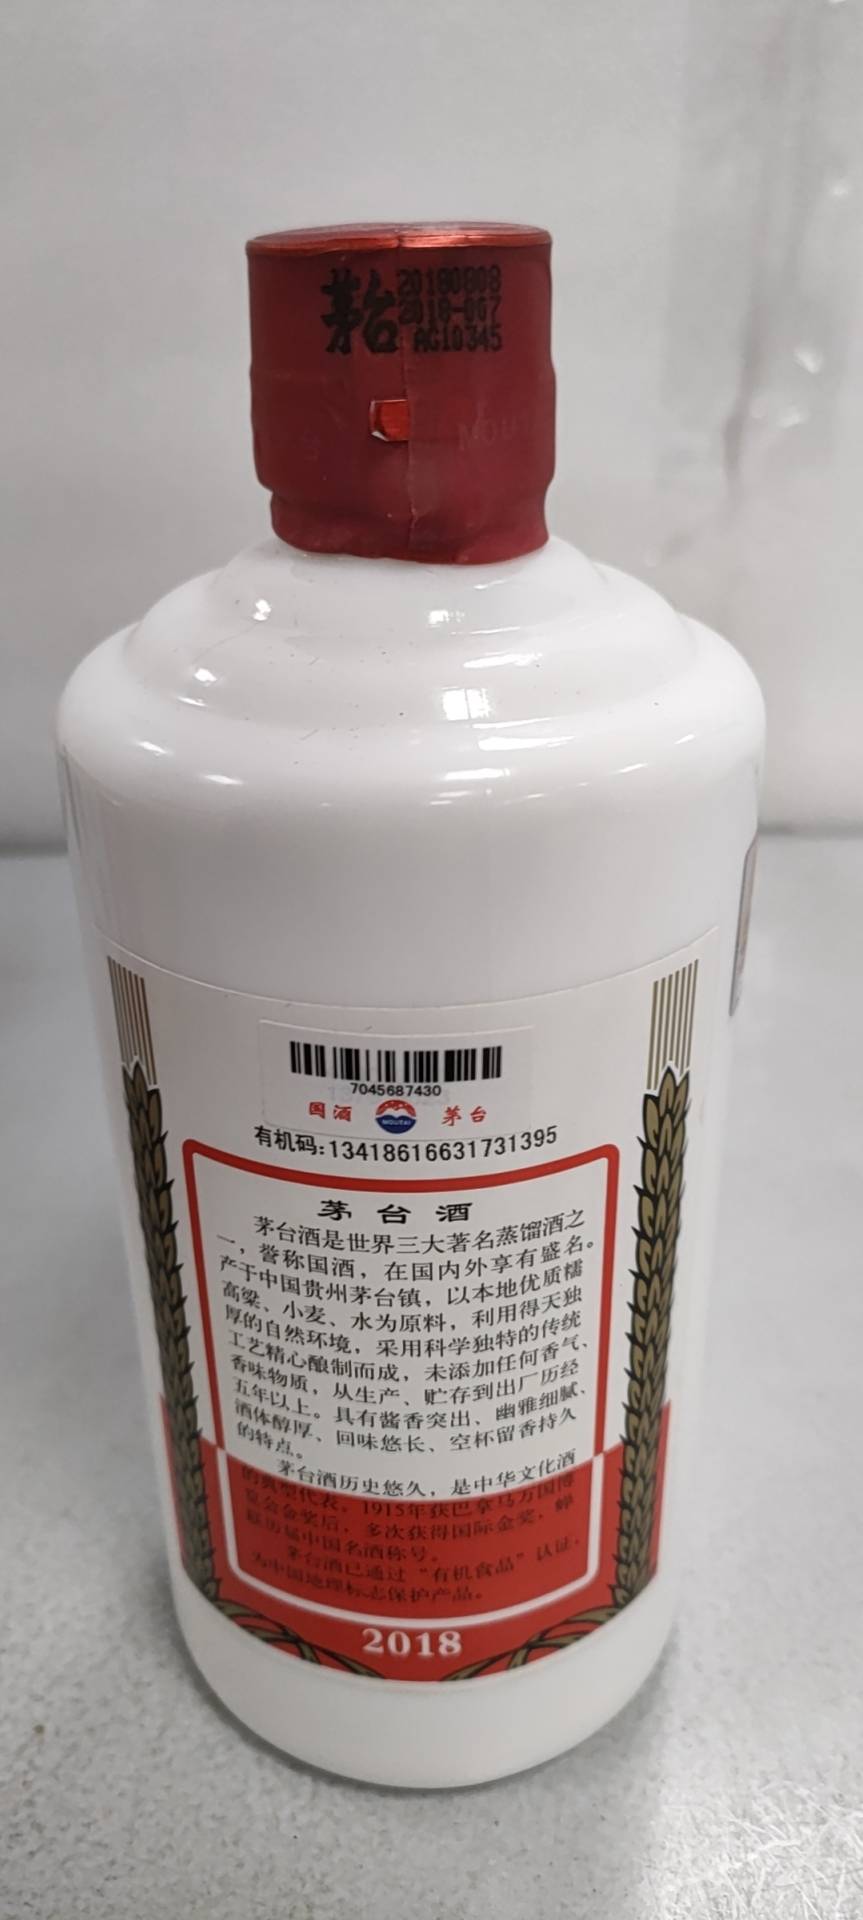 茅台
20180808
2018-067
AG10345
MOUT
台
7045687430
国酒 MOUTAI 茅台
有机码:13418616631731395
茅 台 酒
茅台酒是世界三大著名蒸馏酒之
一，誉称国酒，在国内外享有盛名。
产于中国贵州茅台镇，以本地优质糯
高粱、小麦、水为原料，利用得天独
厚的自然环境，采用科学独特的传统
工艺精心酿制而成，未添加任何香气、
香味物质，从生产、贮存到出厂历经
五年以上。具有酱香突出、幽雅细腻、
酒体醇厚、回味悠长、空杯留香持久
的特点。
茅台酒历史悠久，是中华文化酒
的典型代表。1915年获巴拿马万国博
览会金奖后，多次获得国际金奖，蝉
联历届中国名酒称号。
茅台酒已通过“有机食品”认证，
为中国地理标志保护产品。
2018